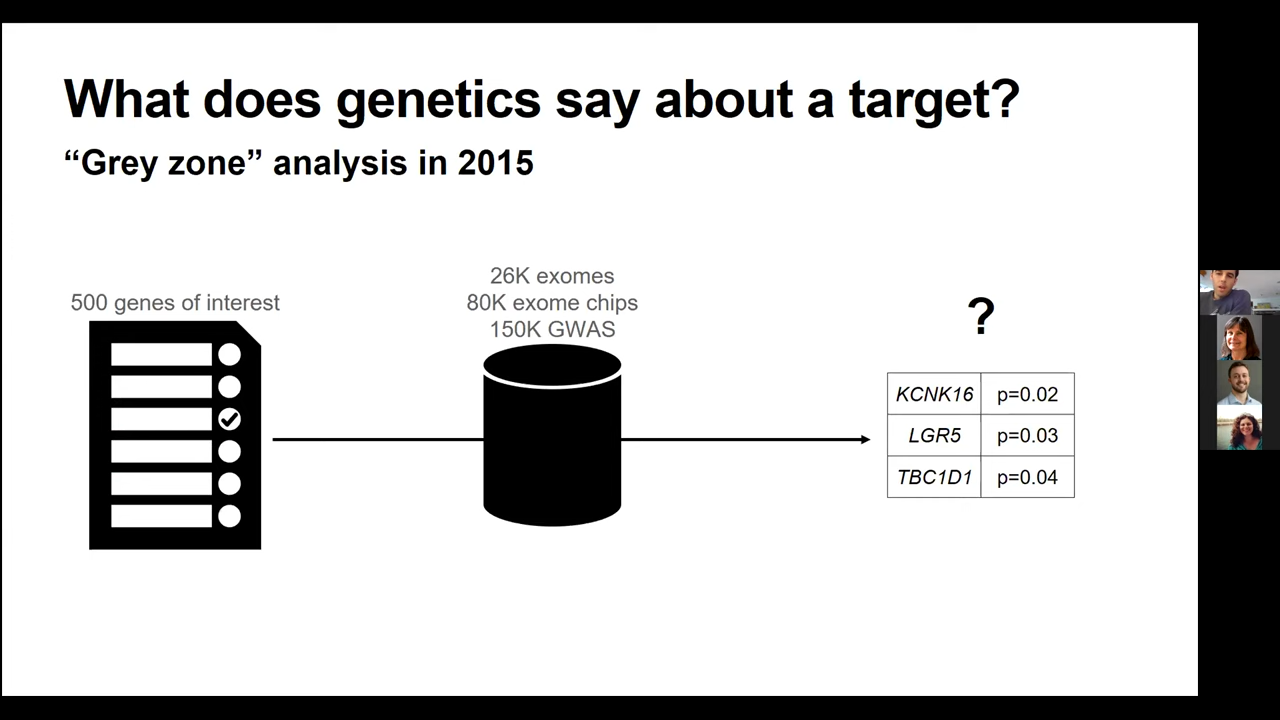 What does genetics say about a target?
“Grey zone” analysis in 2015
500 genes of interest
26K exomes
80K exome chips
150K GWAS
?
KCNK16 p=0.02
LGR5 p=0.03
TBC1D1 p=0.04